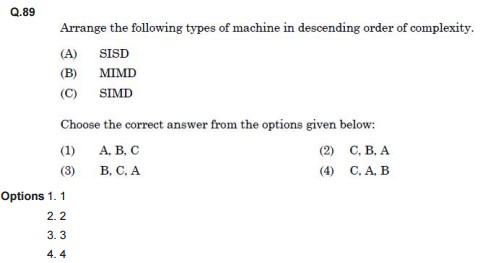 Q.89
Arrange the following types of machine in descending order of complexity.
(A) SISD
(B) MIMD
(C) SIMD
Choose the correct answer from the options given below:
(1) A, B, C (2) C, B, A
(3) B, C, A (4) C, A, B
Options 1. 1
2. 2
3. 3
4. 4